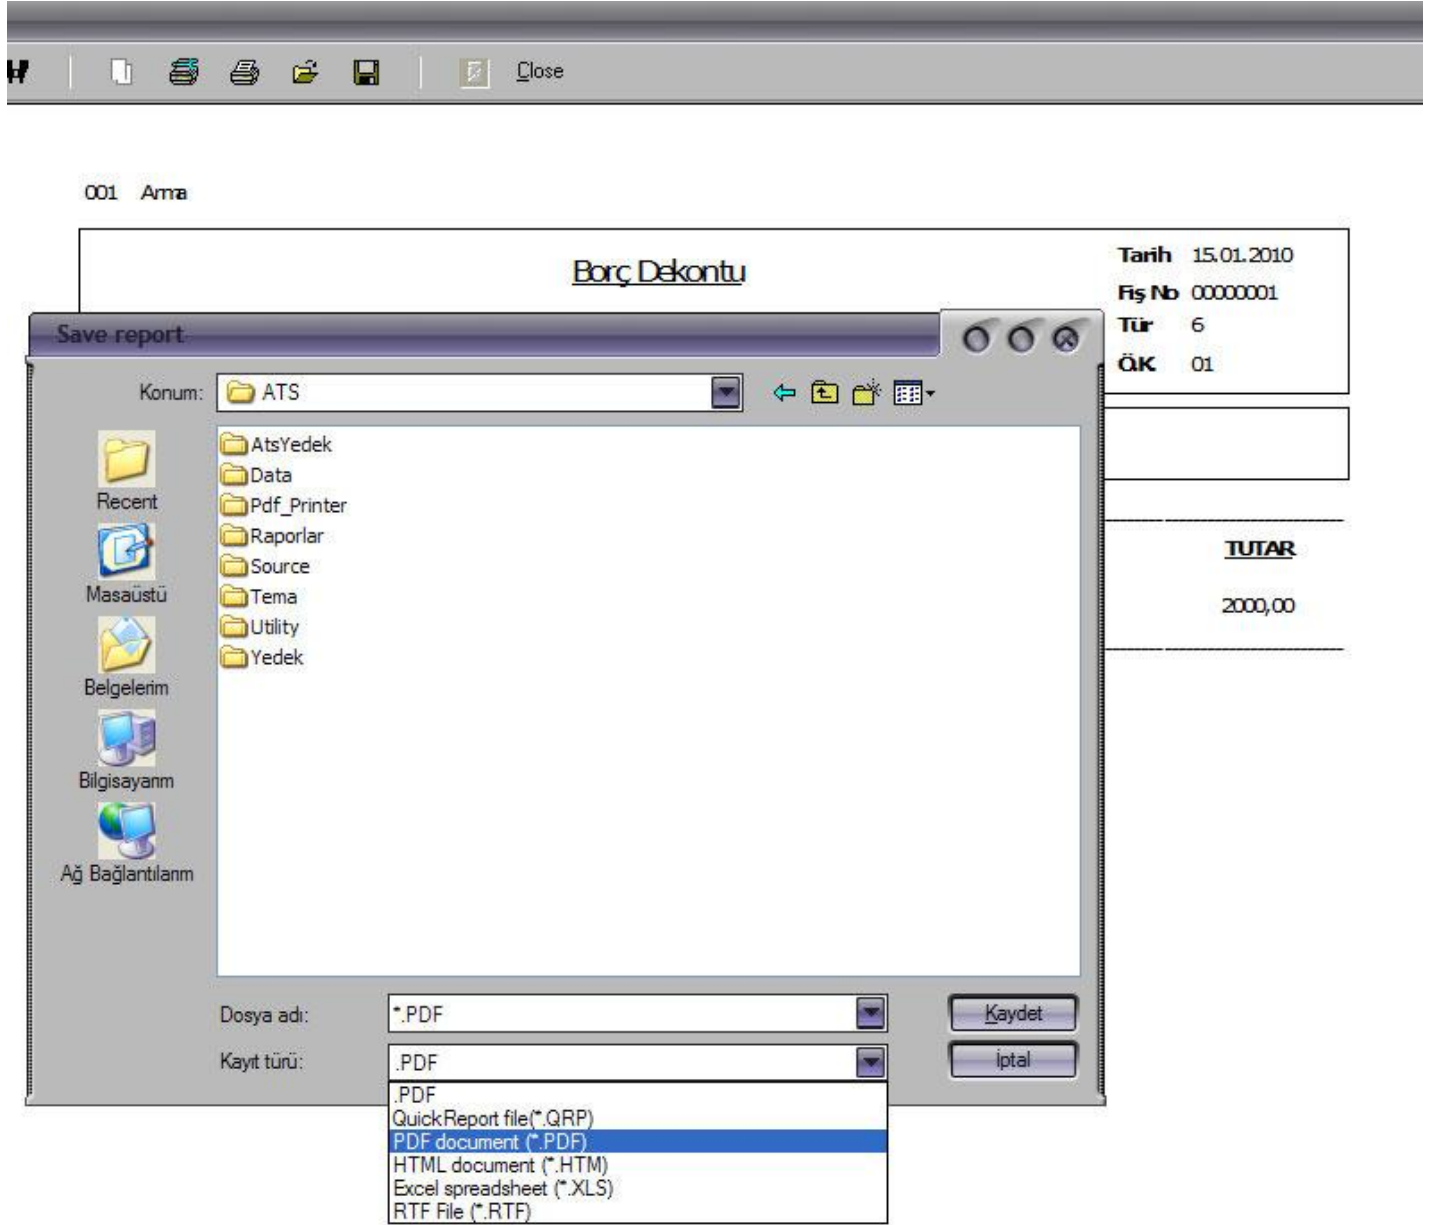 Close
001 Arma
Borç Dekontu
Tarih 15.01.2010
Fiş No 00000001
Tür 6
Ö.K. 01
Save report
Konum: ATS
AtsYedek
Data
Pdf_Printer
Raporlar
Source
Tema
Utility
Yedek
Recent
Masaüstü
Belgelerim
Bilgisayarım
Ağ Bağlantılarım
TUTAR
2000,00
Dosya adı: *.PDF
Kaydet
Kayıt türü: .PDF
İptal
.PDF
QuickReport file(*.QRP)
PDF document (*.PDF)
HTML document (*.HTM)
Excel spreadsheet (*.XLS)
RTF File (*.RTF)